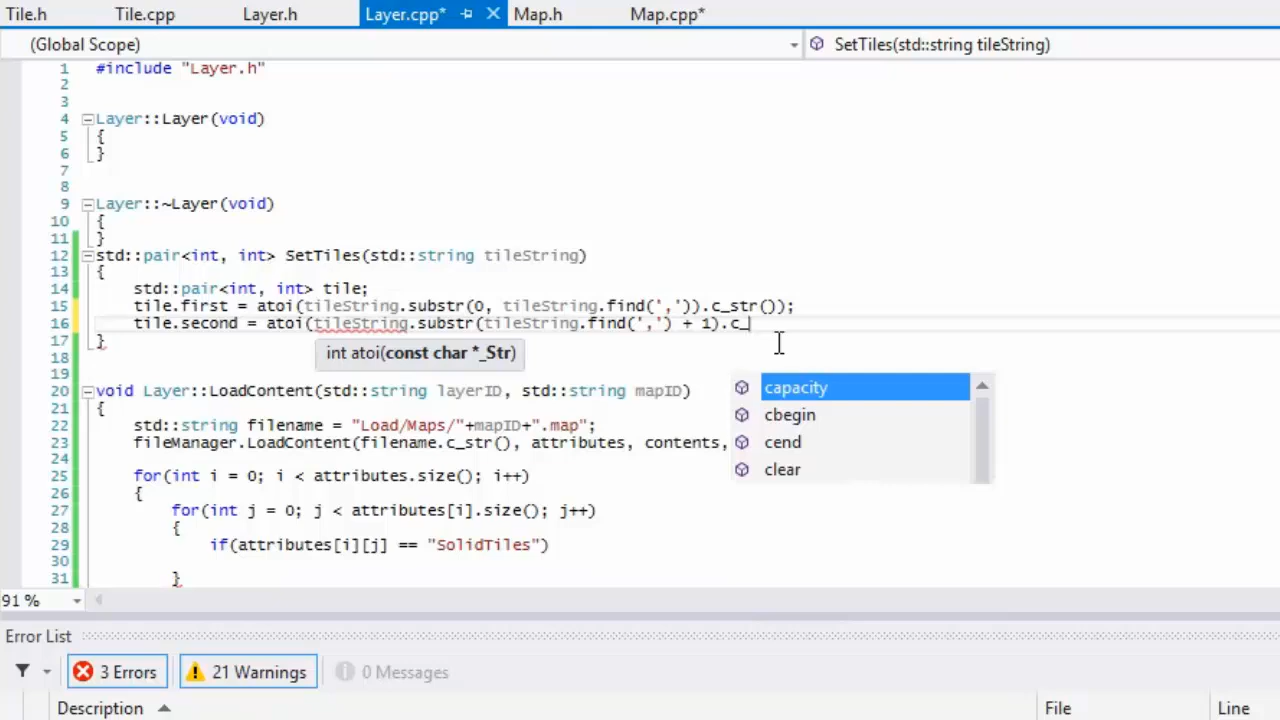 Tile.h Tile.cpp Layer.h Layer.cpp* Map.h Map.cpp*
(Global Scope) SetTiles(std::string tileString)
1 #include "Layer.h"
2
3
4 Layer::Layer(void)
5 {
6 }
7
8
9 Layer::~Layer(void)
10 {
11 }
12 std::pair<int, int> SetTiles(std::string tileString)
13 {
14 std::pair<int, int> tile;
15 tile.first = atoi(tileString.substr(0, tileString.find(',')).c_str());
16 tile.second = atoi(tileString.substr(tileString.find(',') + 1).c_
17 }
int atoi(const char *_Str)
18
19
capacity
20 void Layer::LoadContent(std::string layerID, std::string mapID)
21 {
cbegin
22 std::string filename = "Load/Maps/"+mapID+".map";
23 fileManager.LoadContent(filename.c_str(), attributes, contents,
cend
24
clear
25 for(int i = 0; i < attributes.size(); i++)
26 {
27 for(int j = 0; j < attributes[i].size(); j++)
28 {
29 if(attributes[i][j] == "SolidTiles")
30
31 }
91 %
Error List
3 Errors 21 Warnings 0 Messages
Description File Line